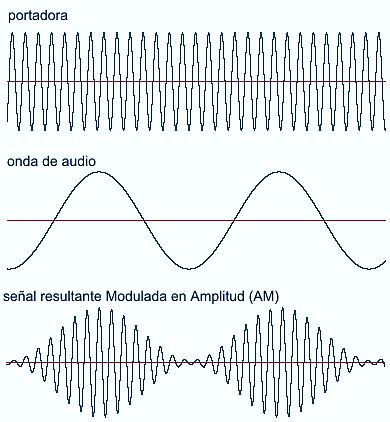 portadora
onda de audio
señal resultante Modulada en Amplitud (AM)